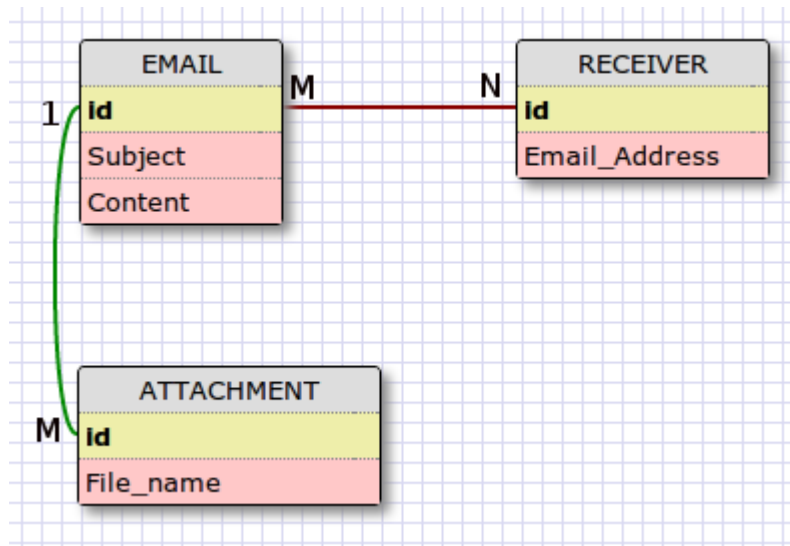 EMAIL
M
1
id
Subject
Content
N
RECEIVER
id
Email_Address
ATTACHMENT
M
id
File_name